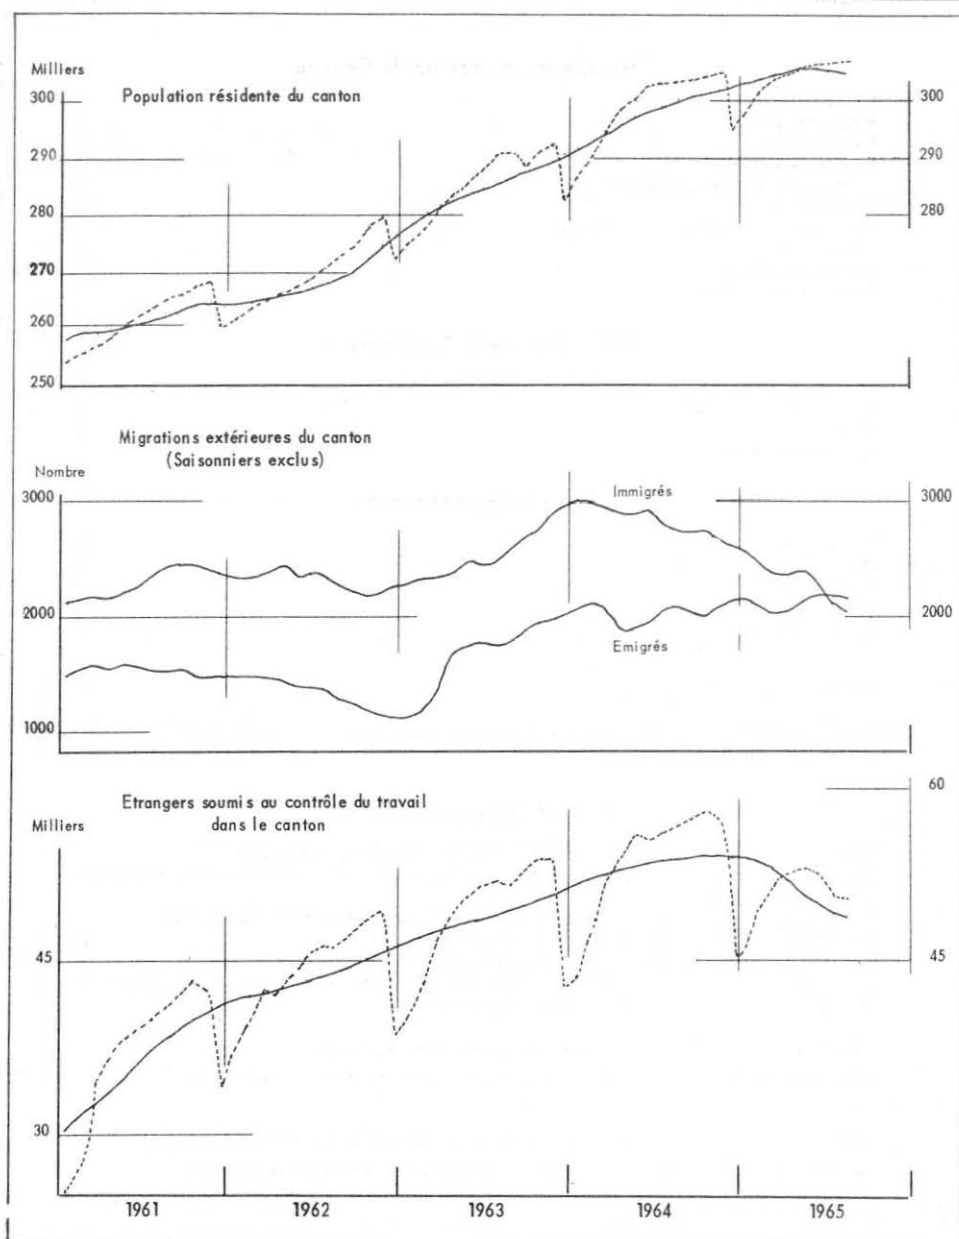 Milliers
Population résidente du canton
300
300
290
290
280
280
270
260
250
Migrations extérieures du canton
(Saisonniers exclus)
Nombre
3000
Immigrés
3000
2000
2000
Emigrés
1000
Etrangers soumis au contrôle du travail
dans le canton
Milliers
60
45
45
30
1961 1962 1963 1964 1965